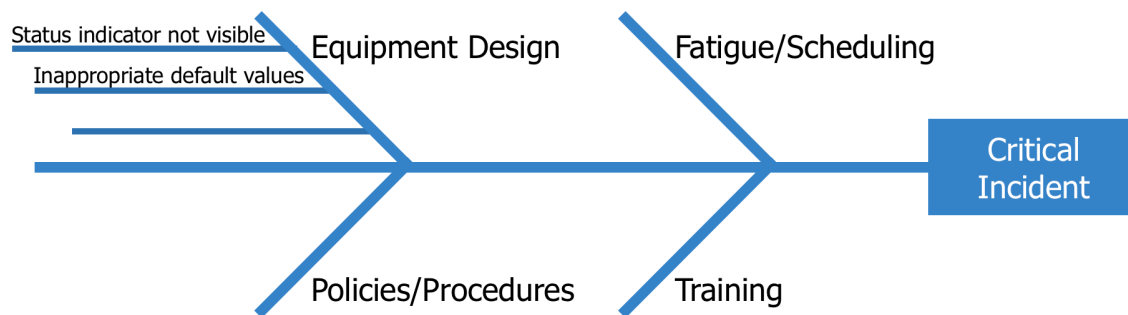 Status indicator not visible
Equipment Design
Fatigue/Scheduling
Inappropriate default values
Critical
Incident
Policies/Procedures
Training